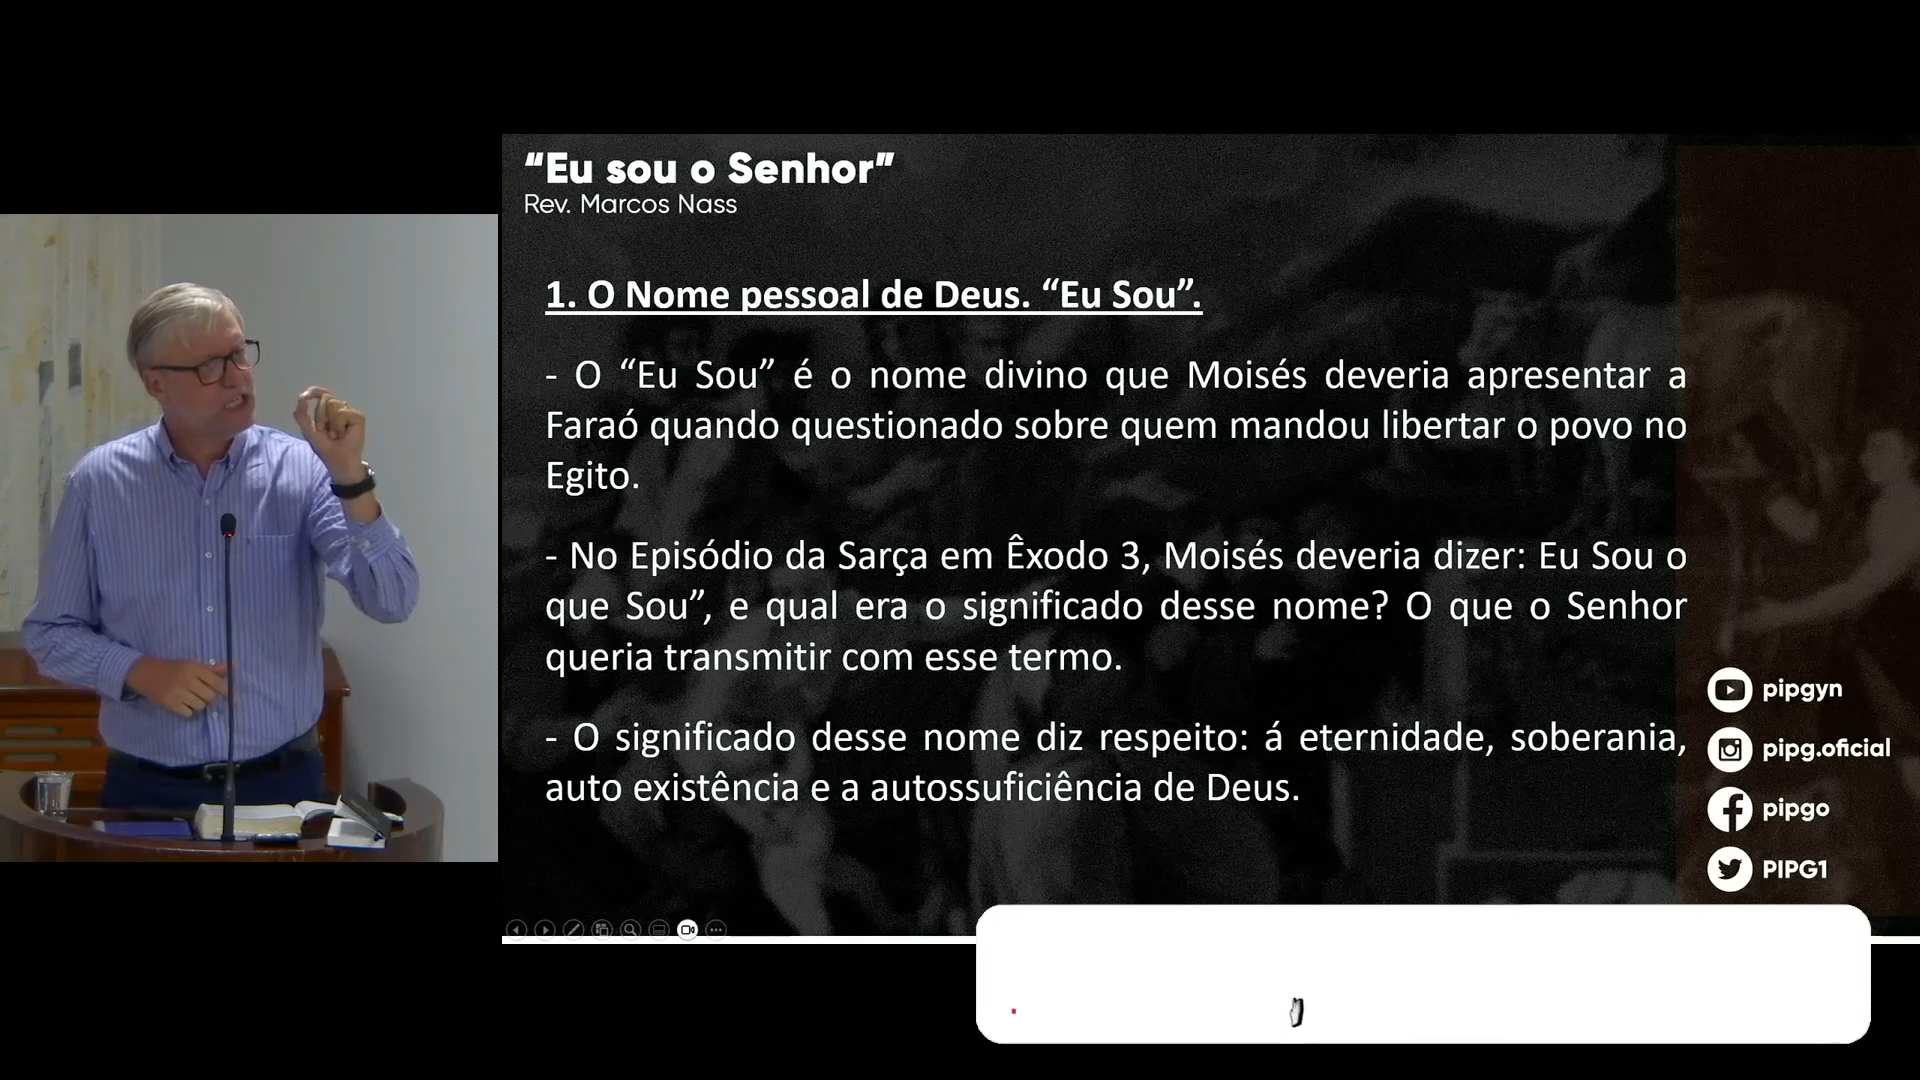 “Eu sou o Senhor”
Rev. Marcos Nass
1. O Nome pessoal de Deus. “Eu Sou”.
- O “Eu Sou” é o nome divino que Moisés deveria apresentar a
Faraó quando questionado sobre quem mandou libertar o povo no
Egito.
- No Episódio da Sarça em Êxodo 3, Moisés deveria dizer: Eu Sou o
que Sou”, e qual era o significado desse nome? O que o Senhor
queria transmitir com esse termo.
- O significado desse nome diz respeito: á eternidade, soberania,
auto existência e a autossuficiência de Deus.
pipgyn
pipg.oficial
pipgo
PIPG1